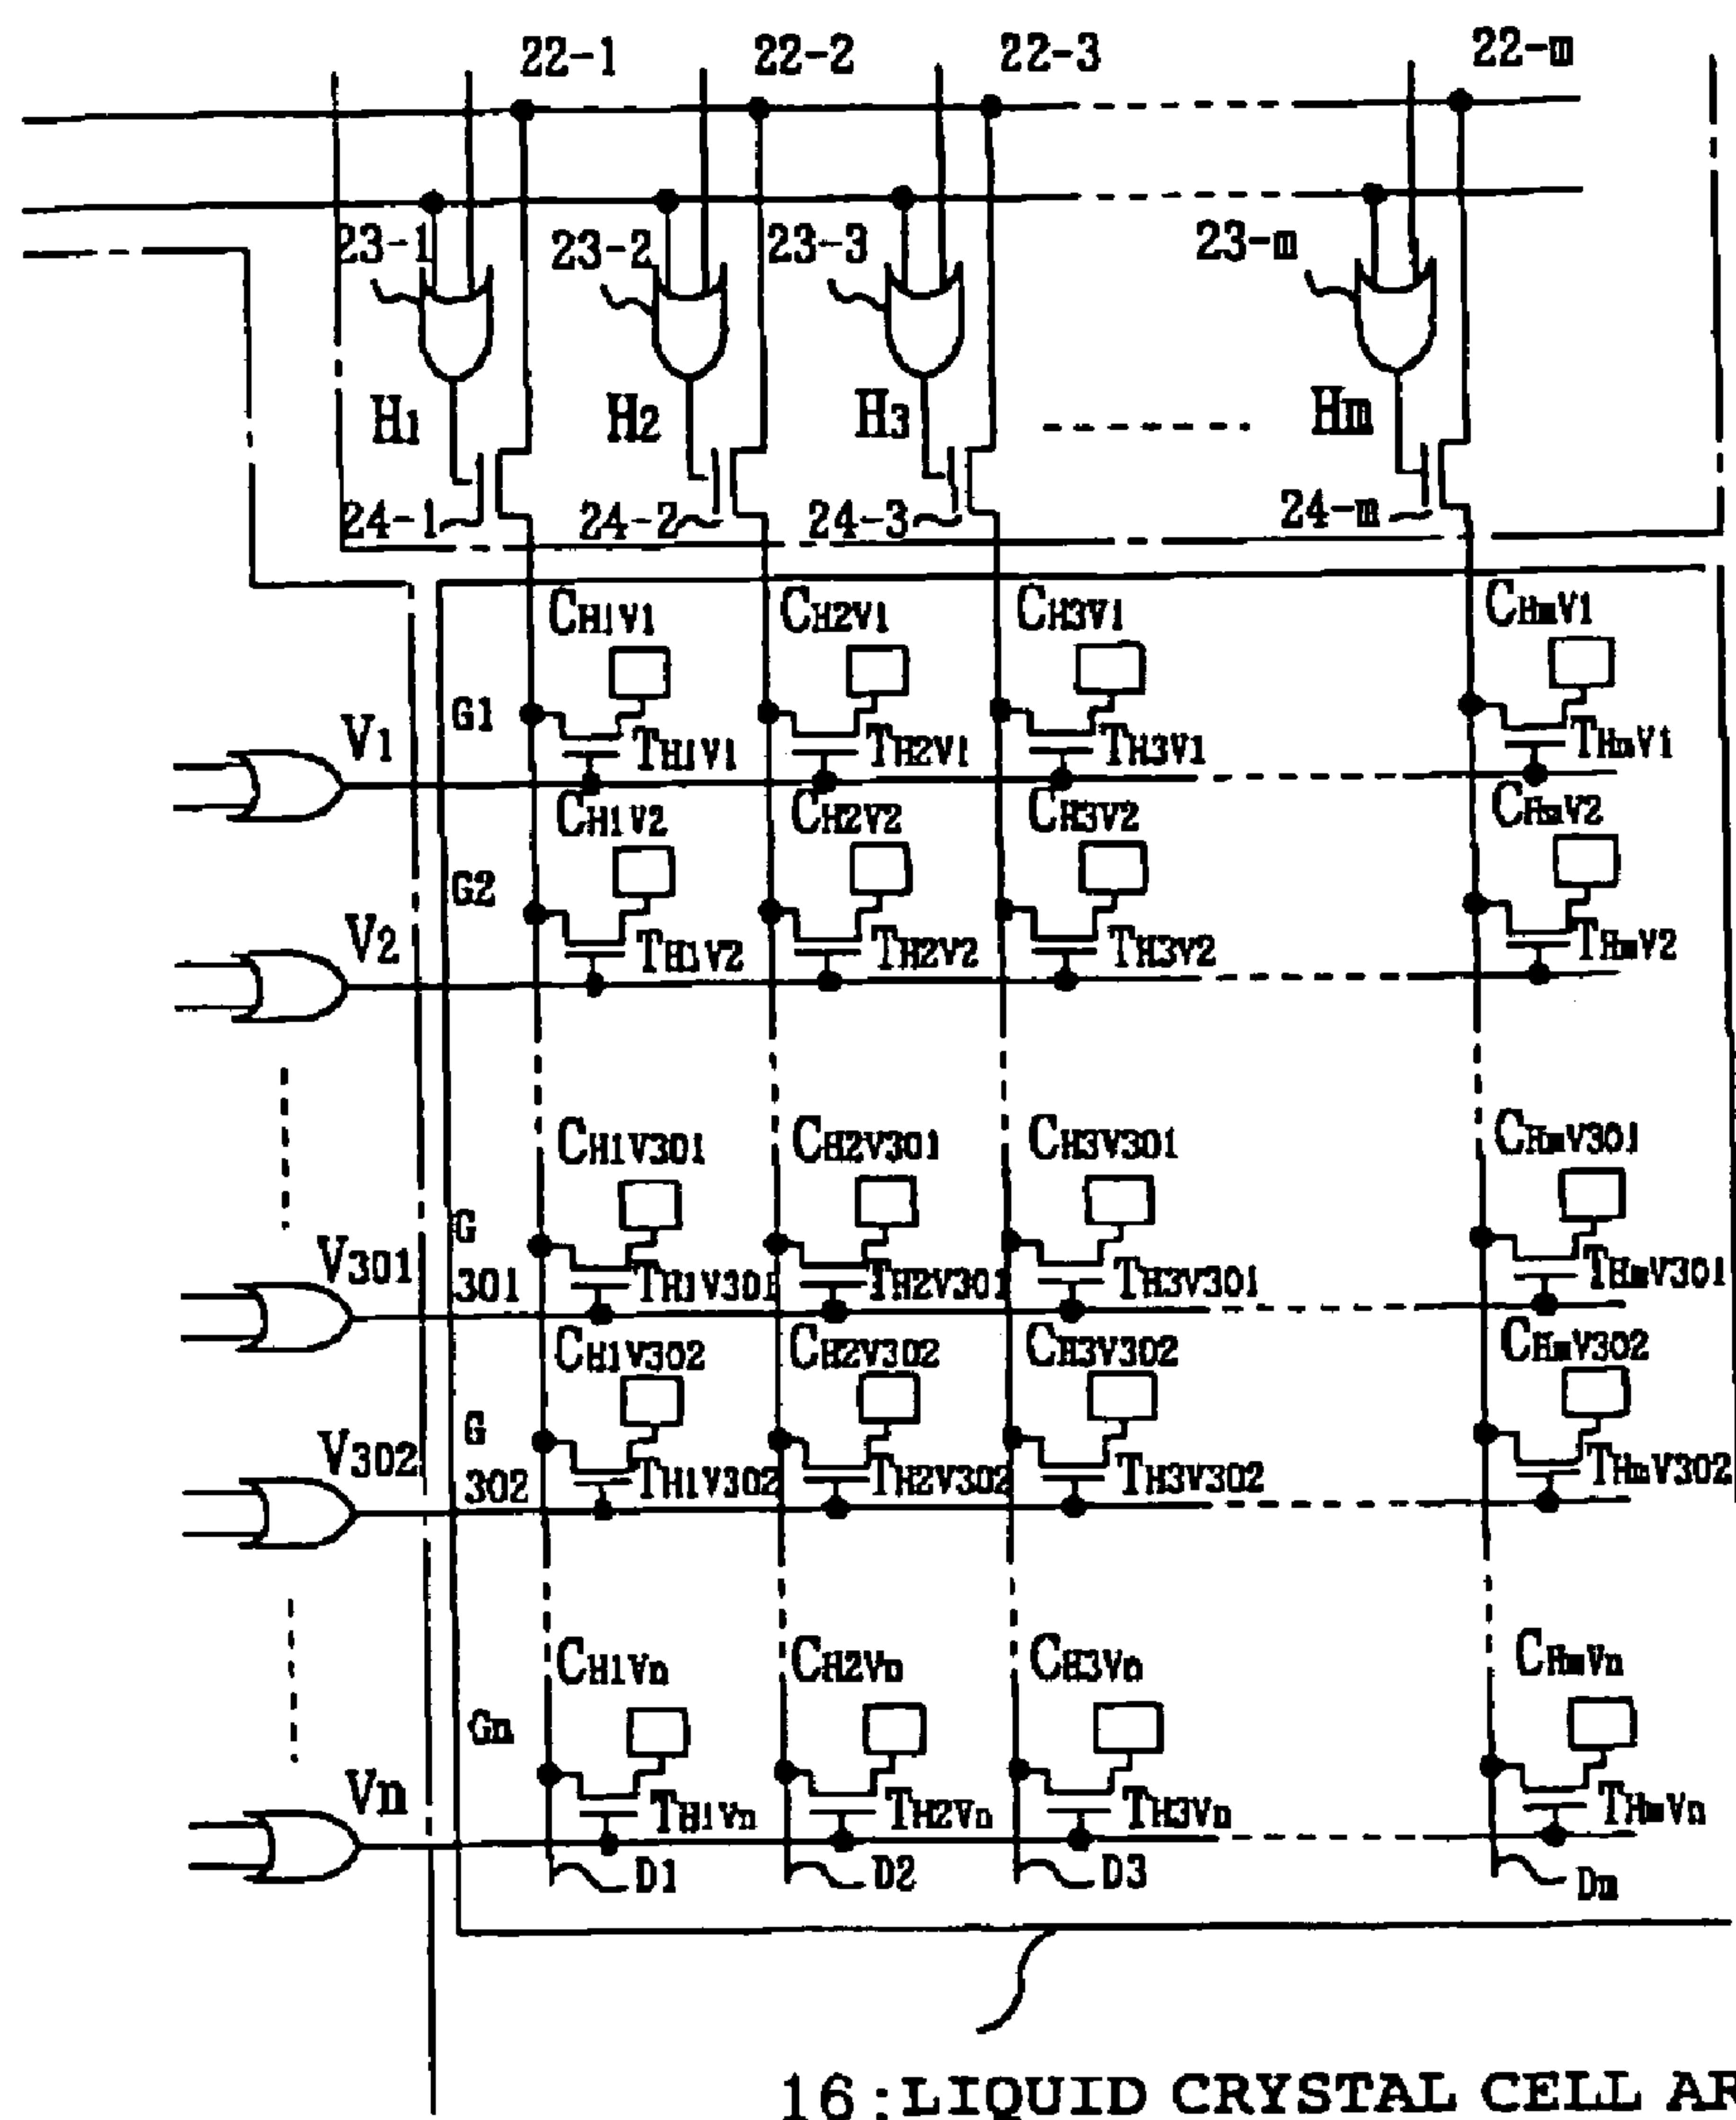 22-1 22-2 22-3 22-m
23-1 23-2 23-3 23-m
H1 H2 H3 Hm
24-1 24-2 24-3 24-m
CH1V1 CH2V1 CH3V1 CHmV1
V1 G1 TH1V1 TH2V1 TH3V1 THmV1
CH1V2 CH2V2 CH3V2 CHmV2
G2
V2 TH1V2 TH2V2 TH3V2 THmV2
CH1V301 CH2V301 CH3V301 CHmV301
G
V301 301 TH1V301 TH2V301 TH3V301 THmV301
CH1V302 CH2V302 CH3V302 CHmV302
G
V302 302 TH1V302 TH2V302 TH3V302 THmV302
CH1Vn CH2Vn CH3Vn CHmVn
Gn
Vn TH1Vn TH2Vn TH3Vn THmVn
D1 D2 D3 Dm
16:LIQUID CRYSTAL CELL AR